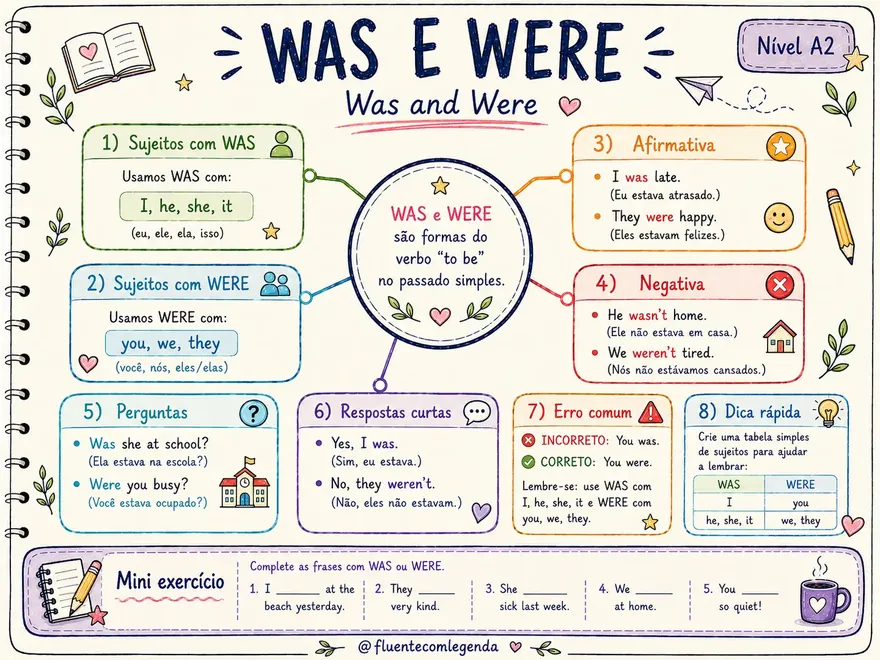 WAS E WERE
Was and Were
Nível A2
1) Sujeitos com WAS
Usamos WAS com:
I, he, she, it
(eu, ele, ela, isso)
2) Sujeitos com WERE
Usamos WERE com:
you, we, they
(você, nós, eles/elas)
WAS e WERE
são formas do
verbo "to be"
no passado simples.
3) Afirmativa
I was late.
(Eu estava atrasado.)
They were happy.
(Eles estavam felizes.)
4) Negativa
He wasn't home.
(Ele não estava em casa.)
We weren't tired.
(Nós não estávamos cansados.)
5) Perguntas
Was she at school?
(Ela estava na escola?)
Were you busy?
(Você estava ocupado?)
6) Respostas curtas
Yes, I was.
(Sim, eu estava.)
No, they weren't.
(Não, eles não estavam.)
7) Erro comum
INCORRETO: You was.
CORRETO: You were.
Lembre-se: use WAS com
I, he, she, it e WERE com
you, we, they.
8) Dica rápida
Crie uma tabela simples
de sujeitos para ajudar
a lembrar:
WAS WERE
I you
he, she, it we, they
Mini exercício
Complete as frases com WAS ou WERE.
1. I ______ at the
beach yesterday.
2. They ______
very kind.
3. She ______
sick last week.
4. We ______
at home.
5. You ______
so quiet!
@fluentecomlegenda